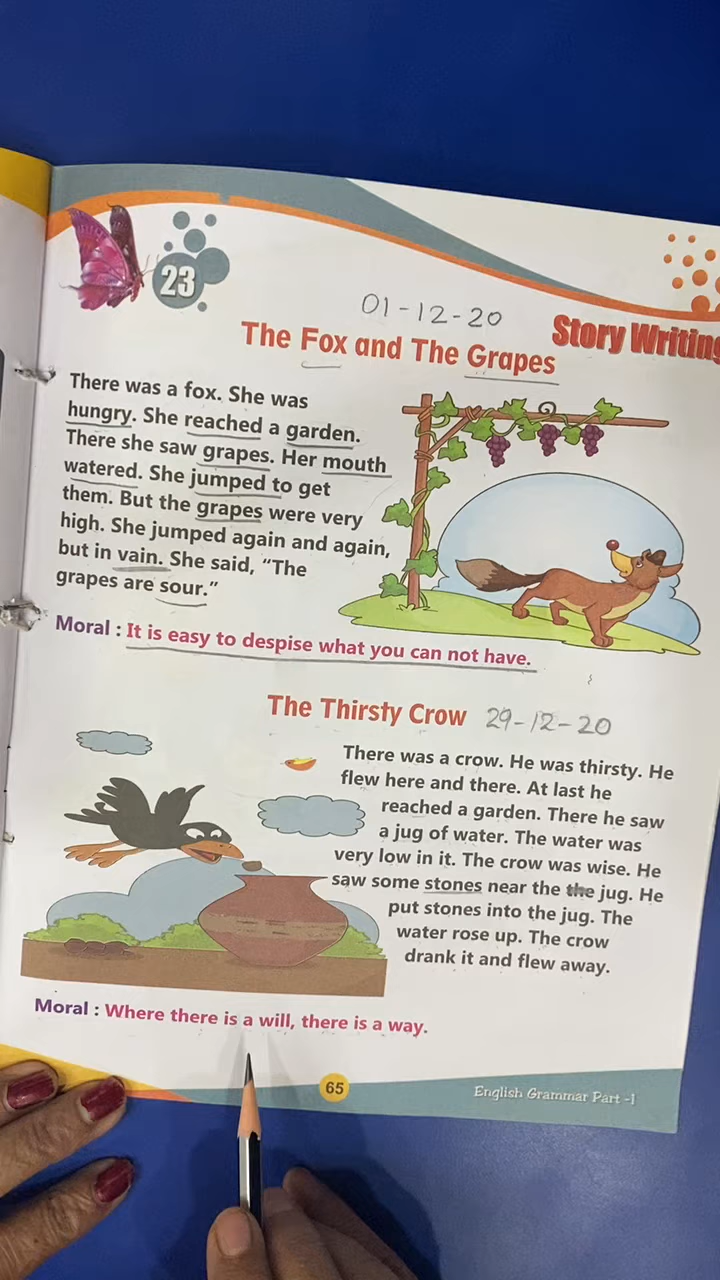 23
01-12-20
Story Writing
The Fox and The Grapes
There was a fox. She was
hungry. She reached a garden.
There she saw grapes. Her mouth
watered. She jumped to get
them. But the grapes were very
high. She jumped again and again,
but in vain. She said, “The
grapes are sour.”
Moral : It is easy to despise what you can not have.
The Thirsty Crow 29-12-20
There was a crow. He was thirsty. He
flew here and there. At last he
reached a garden. There he saw
a jug of water. The water was
very low in it. The crow was wise. He
saw some stones near the the jug. He
put stones into the jug. The
water rose up. The crow
drank it and flew away.
Moral : Where there is a will, there is a way.
65
English Grammar Part -1